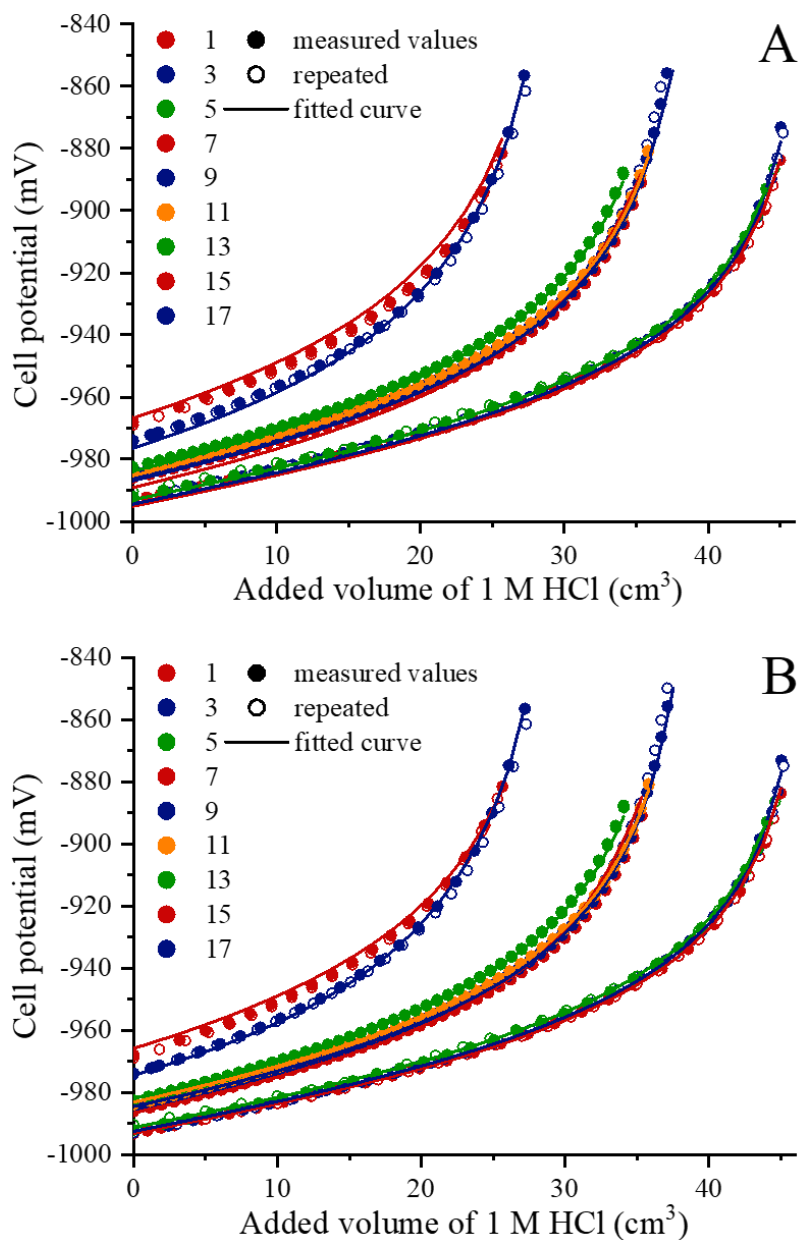 A
-840
-860
-880
-900
-920
-940
-960
-980
-1000
Cell potential (mV)
1 measured values
3 repeated
5 fitted curve
7
9
11
13
15
17
0 10 20 30 40
Added volume of 1 M HCl (cm³)
B
-840
-860
-880
-900
-920
-940
-960
-980
-1000
Cell potential (mV)
1 measured values
3 repeated
5 fitted curve
7
9
11
13
15
17
0 10 20 30 40
Added volume of 1 M HCl (cm³)